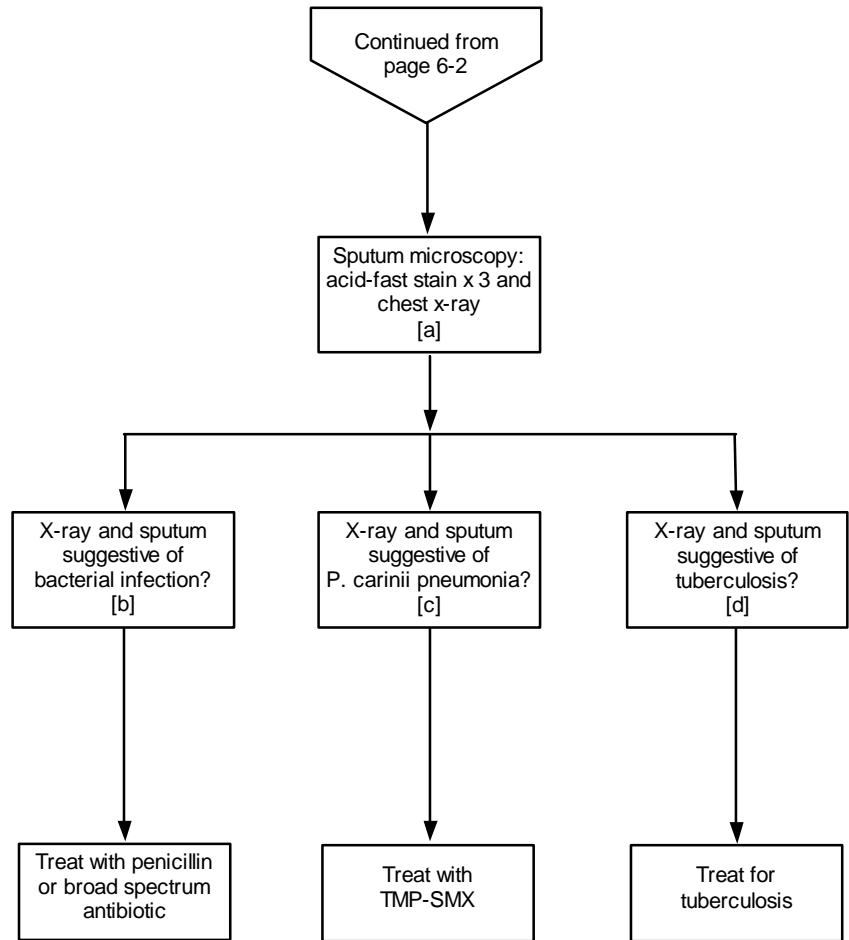 Continued from
page 6-2
Sputum microscopy:
acid-fast stain x 3 and
chest x-ray
[a]
X-ray and sputum
suggestive of
bacterial infection?
[b]
X-ray and sputum
suggestive of
P. carinii pneumonia?
[c]
X-ray and sputum
suggestive of
tuberculosis?
[d]
Treat with penicillin
or broad spectrum
antibiotic
Treat with
TMP-SMX
Treat for
tuberculosis